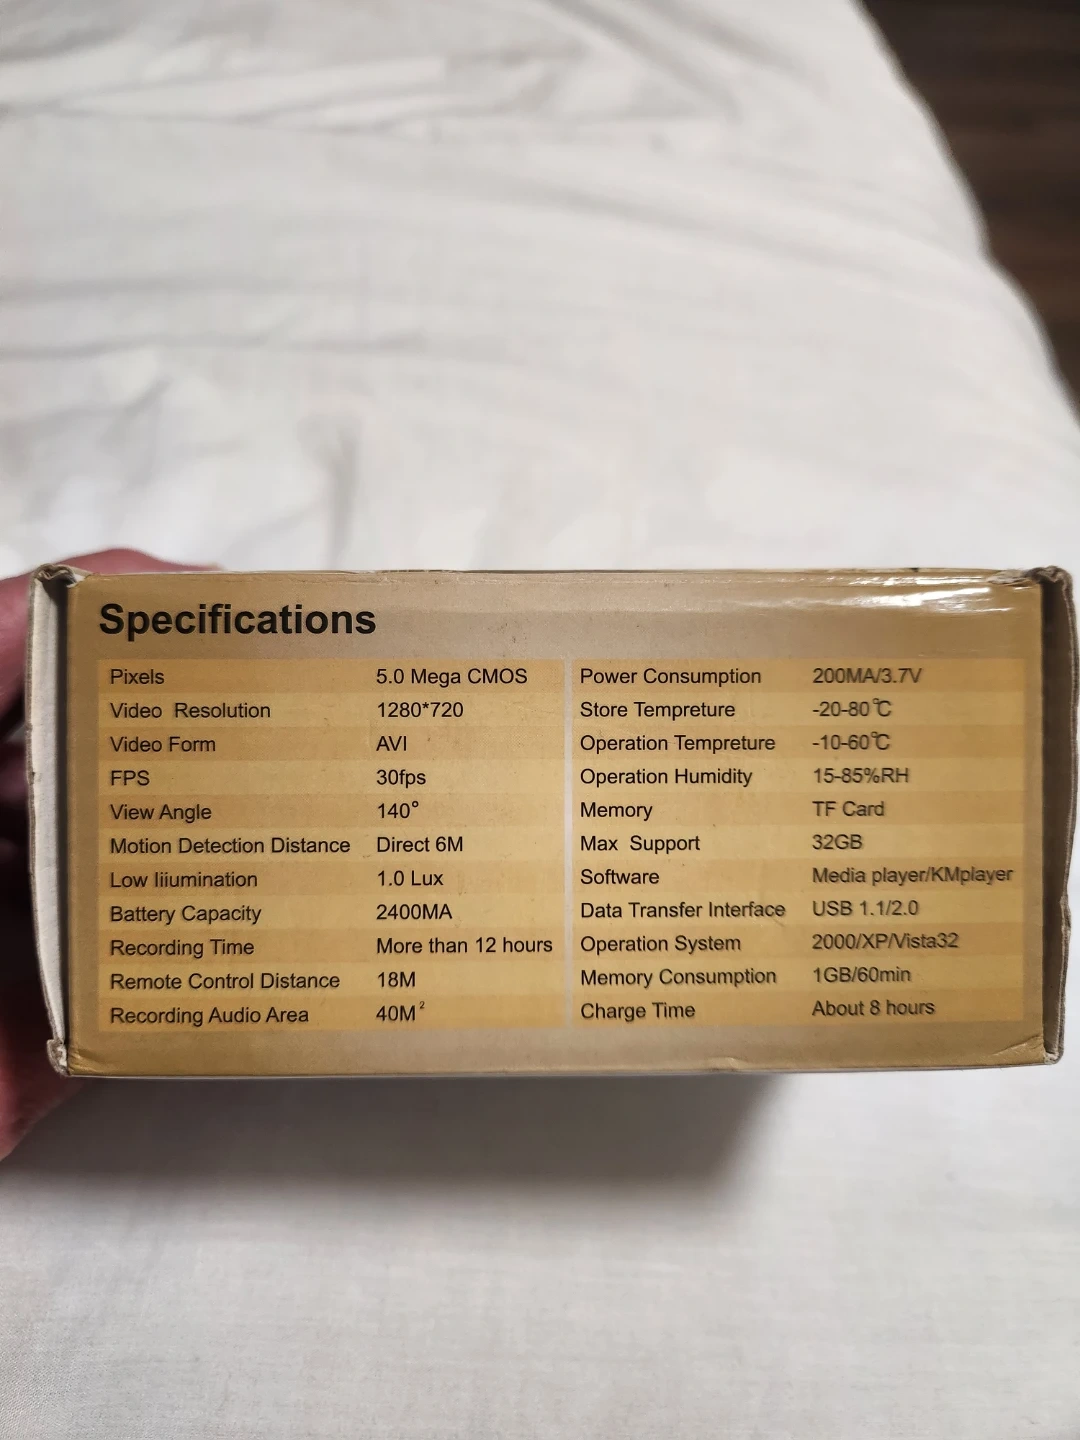 Specifications
Pixels 5.0 Mega CMOS
Video Resolution 1280*720
Video Form AVI
FPS 30fps
View Angle 140°
Motion Detection Distance Direct 6M
Low Iiiumination 1.0 Lux
Battery Capacity 2400MA
Recording Time More than 12 hours
Remote Control Distance 18M
Recording Audio Area 40M²
Power Consumption 200MA/3.7V
Store Tempreture -20-80℃
Operation Tempreture -10-60℃
Operation Humidity 15-85%RH
Memory TF Card
Max Support 32GB
Software Media player/KMplayer
Data Transfer Interface USB 1.1/2.0
Operation System 2000/XP/Vista32
Memory Consumption 1GB/60min
Charge Time About 8 hours